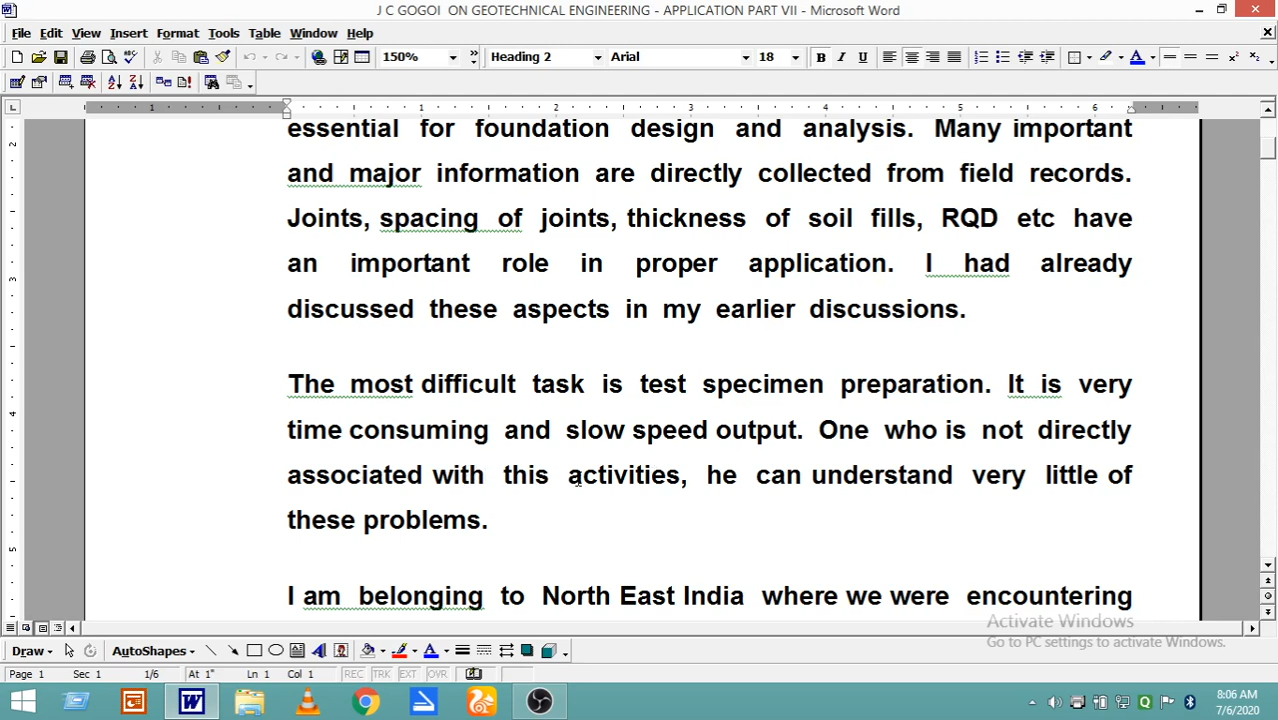 J C GOGOI ON GEOTECHNICAL ENGINEERING - APPLICATION PART VII - Microsoft Word
File Edit View Insert Format Tools Table Window Help
150% Heading 2 Arial 18 B I U
1 1 2 3 4 5 6
essential for foundation design and analysis. Many important
and major information are directly collected from field records.
Joints, spacing of joints, thickness of soil fills, RQD etc have
an important role in proper application. I had already
discussed these aspects in my earlier discussions.
The most difficult task is test specimen preparation. It is very
time consuming and slow speed output. One who is not directly
associated with this activities, he can understand very little of
these problems.
I am belonging to North East India where we were encountering
Activate Windows
Go to PC settings to activate Windows.
Draw AutoShapes
Page 1 Sec 1 1/6 At 1" Ln 1 Col 1 REC TRK EXT OVR
8:06 AM
7/6/2020